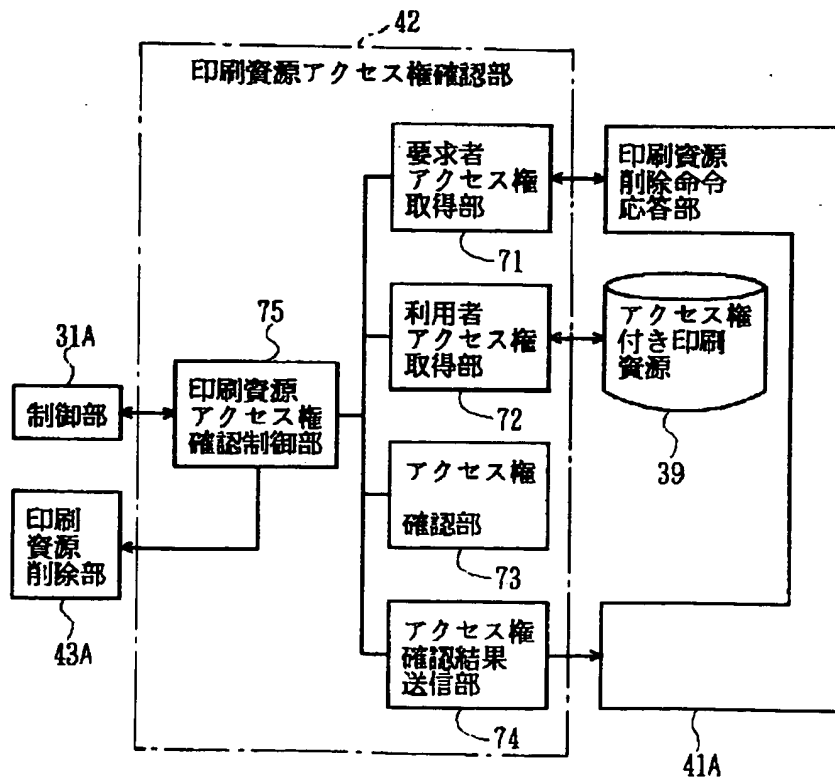 42
印刷資源アクセス権確認部
要求者
アクセス権
取得部
71
印刷資源
削除命令
応答部
利用者
アクセス権
取得部
72
アクセス権
付き印刷
資源
39
75
印刷資源
アクセス権
確認制御部
31A
制御部
アクセス権
確認部
73
印刷
資源
削除部
43A
アクセス権
確認結果
送信部
74
41A